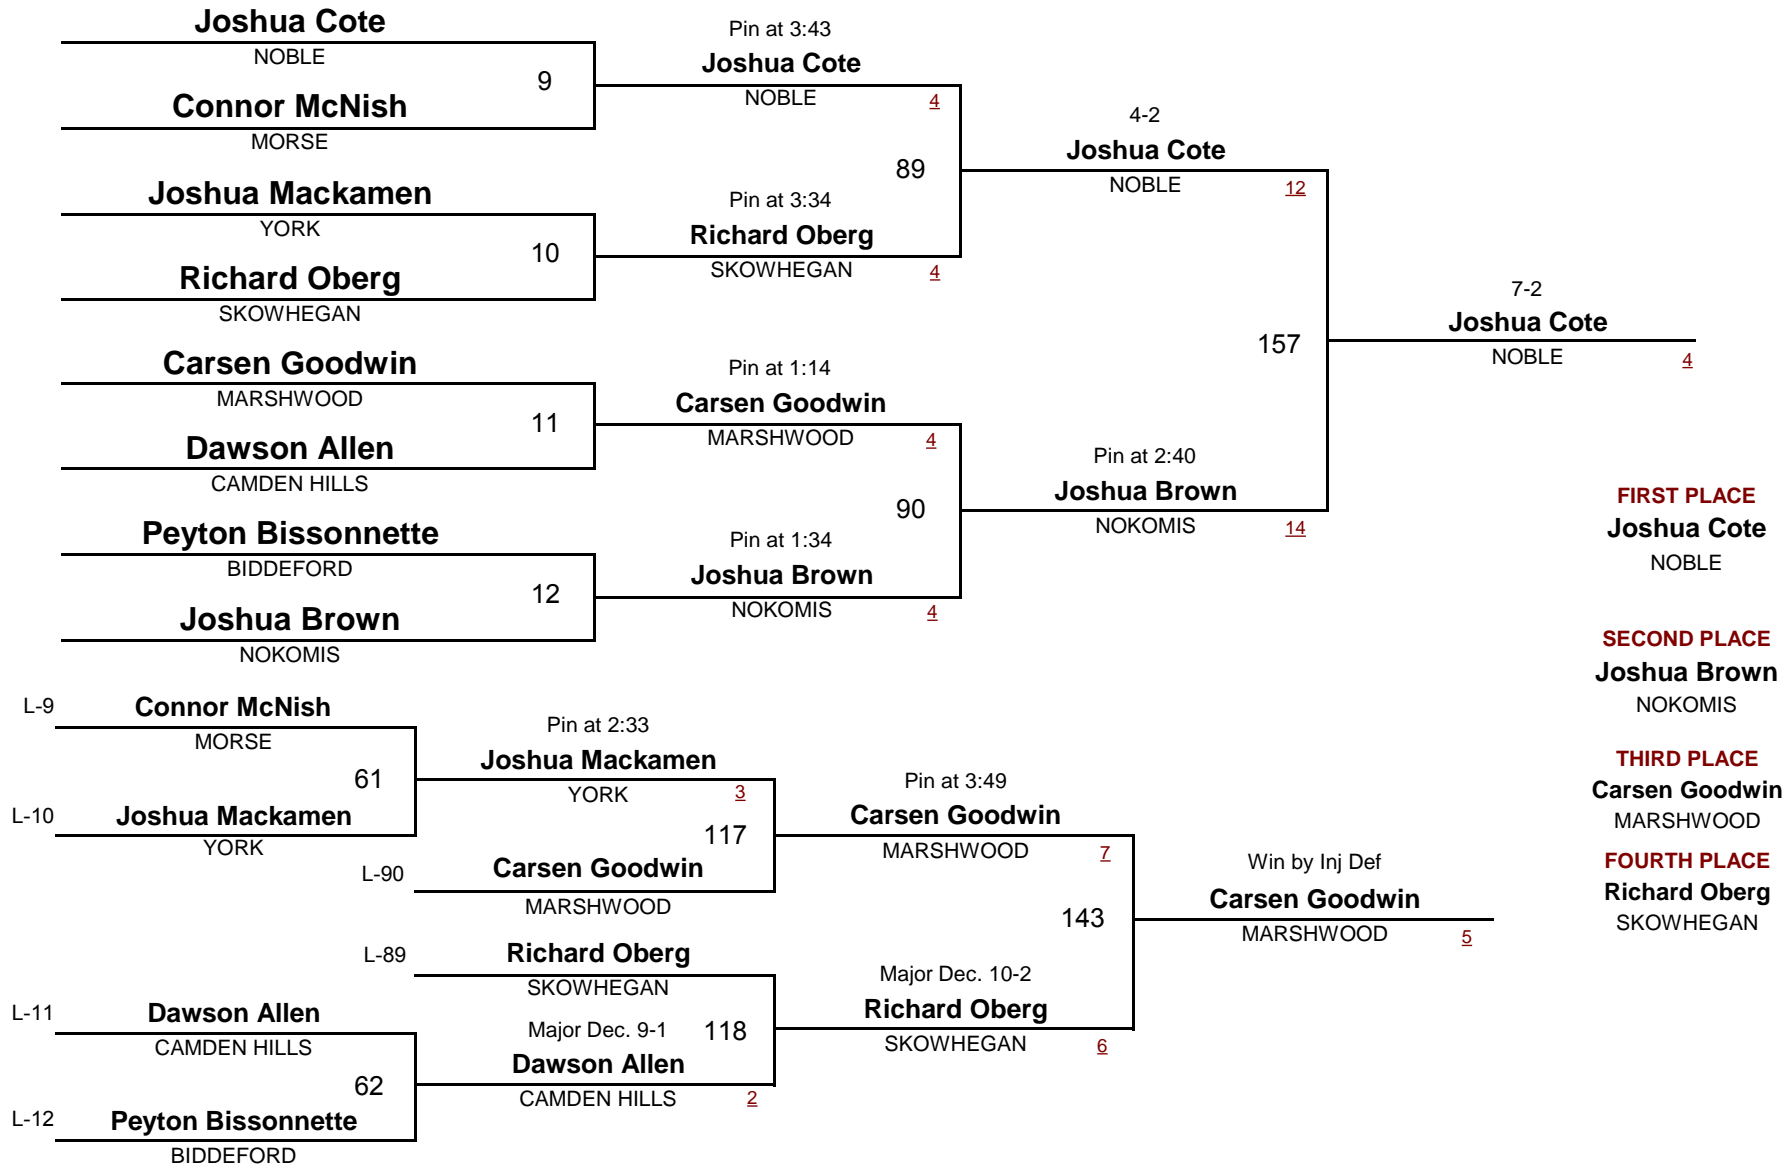 Joshua Cote
NOBLE
9
Connor McNish
MORSE
Joshua Mackamen
YORK
10
Richard Oberg
SKOWHEGAN
Carsen Goodwin
MARSHWOOD
11
Dawson Allen
CAMDEN HILLS
Peyton Bissonnette
BIDDEFORD
12
Joshua Brown
NOKOMIS
Pin at 3:43
Joshua Cote
NOBLE
4
89
Pin at 3:34
Richard Oberg
SKOWHEGAN
4
Pin at 1:14
Carsen Goodwin
MARSHWOOD
4
90
Pin at 1:34
Joshua Brown
NOKOMIS
4
4-2
Joshua Cote
NOBLE
12
157
Pin at 2:40
Joshua Brown
NOKOMIS
14
7-2
Joshua Cote
NOBLE
4
FIRST PLACE
Joshua Cote
NOBLE
SECOND PLACE
Joshua Brown
NOKOMIS
THIRD PLACE
Carsen Goodwin
MARSHWOOD
FOURTH PLACE
Richard Oberg
SKOWHEGAN
L-9
Connor McNish
MORSE
61
L-10
Joshua Mackamen
YORK
Pin at 2:33
Joshua Mackamen
YORK
3
117
L-90
Carsen Goodwin
MARSHWOOD
L-89
Richard Oberg
SKOWHEGAN
118
L-11
Dawson Allen
CAMDEN HILLS
62
L-12
Peyton Bissonnette
BIDDEFORD
Major Dec. 9-1
Dawson Allen
CAMDEN HILLS
2
Pin at 3:49
Carsen Goodwin
MARSHWOOD
7
143
Major Dec. 10-2
Richard Oberg
SKOWHEGAN
6
Win by Inj Def
Carsen Goodwin
MARSHWOOD
5